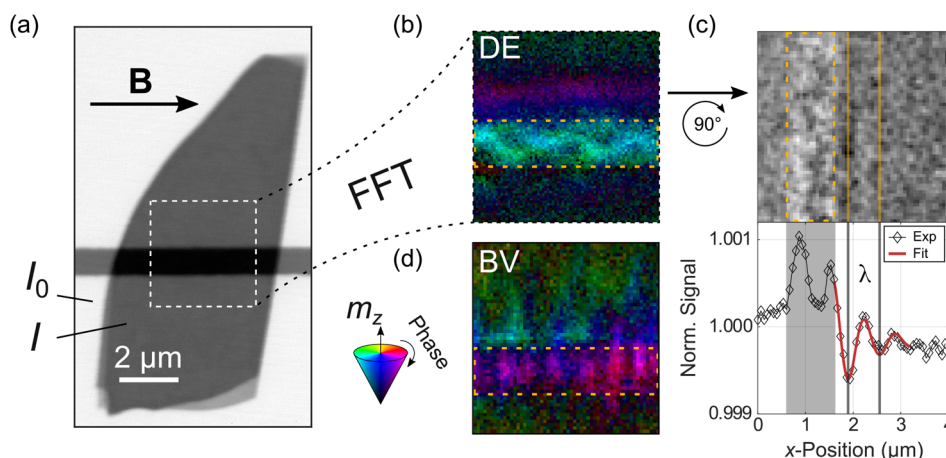 (a)
B
I0
I
2 μm
FFT
(b)
DE
90°
(c)
(d)
BV
mz
Phase
Norm. Signal
1.001
1.000
0.999
λ
Exp
Fit
0 1 2 3 4
x-Position (μm)